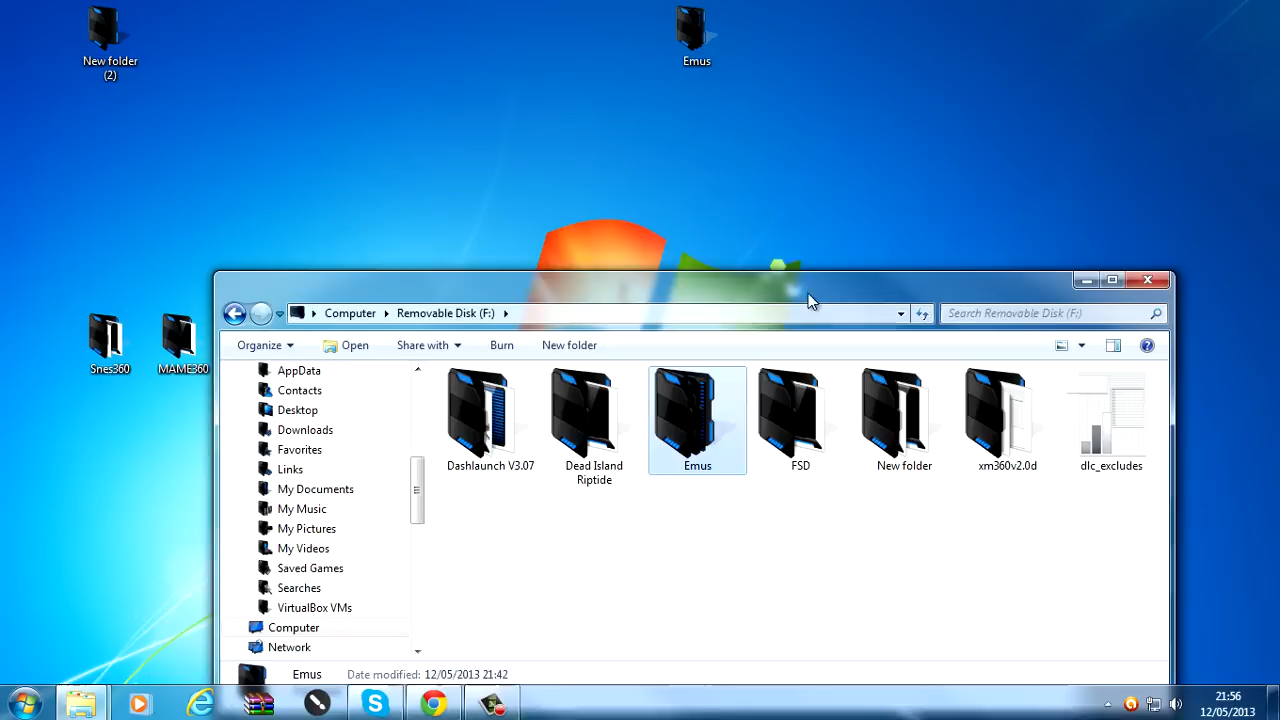 New folder
(2)
Emus
Snes360
MAME360
Computer
Removable Disk (F:)
Search Removable Disk (F:)
Organize
Open
Share with
Burn
New folder
AppData
Contacts
Desktop
Downloads
Favorites
Links
My Documents
My Music
My Pictures
My Videos
Saved Games
Searches
VirtualBox VMs
Computer
Network
Dashlaunch V3.07
Dead Island
Riptide
Emus
FSD
New folder
xm360v2.0d
dlc_excludes
Emus
Date modified: 12/05/2013 21:42
21:56
12/05/2013